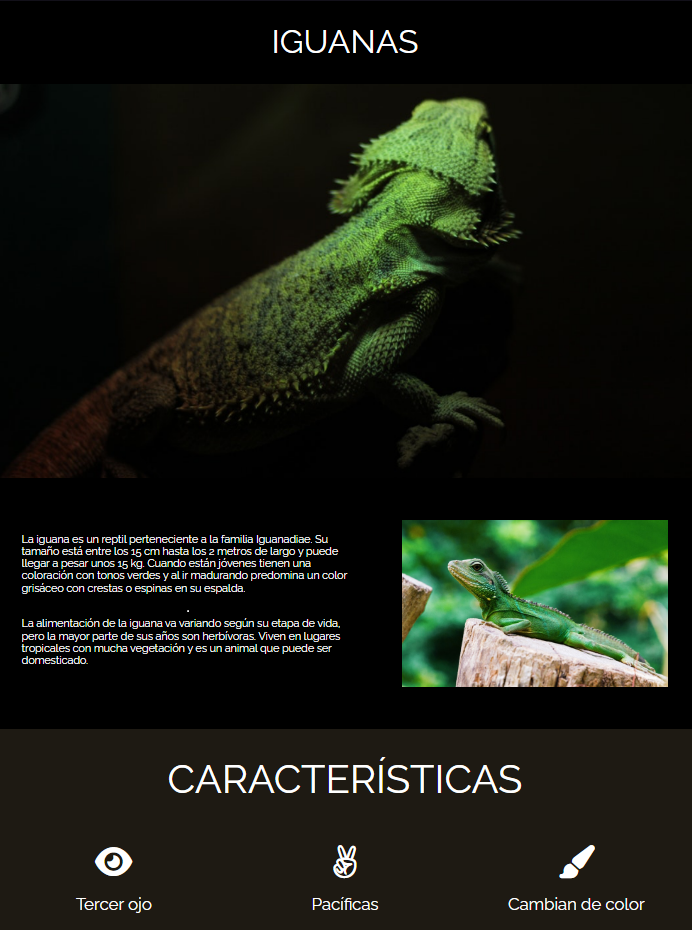 IGUANAS
La iguana es un reptil perteneciente a la familia Iguanadiae. Su
tamaño está entre los 15 cm hasta los 2 metros de largo y puede
llegar a pesar unos 15 kg. Cuando están jóvenes tienen una
coloración con tonos verdes y al ir madurando predomina un color
grisáceo con crestas o espinas en su espalda.
.
La alimentación de la iguana va variando según su etapa de vida,
pero la mayor parte de sus años son herbívoras. Viven en lugares
tropicales con mucha vegetación y es un animal que puede ser
domesticado.
CARACTERÍSTICAS
Tercer ojo
Pacíficas
Cambian de color